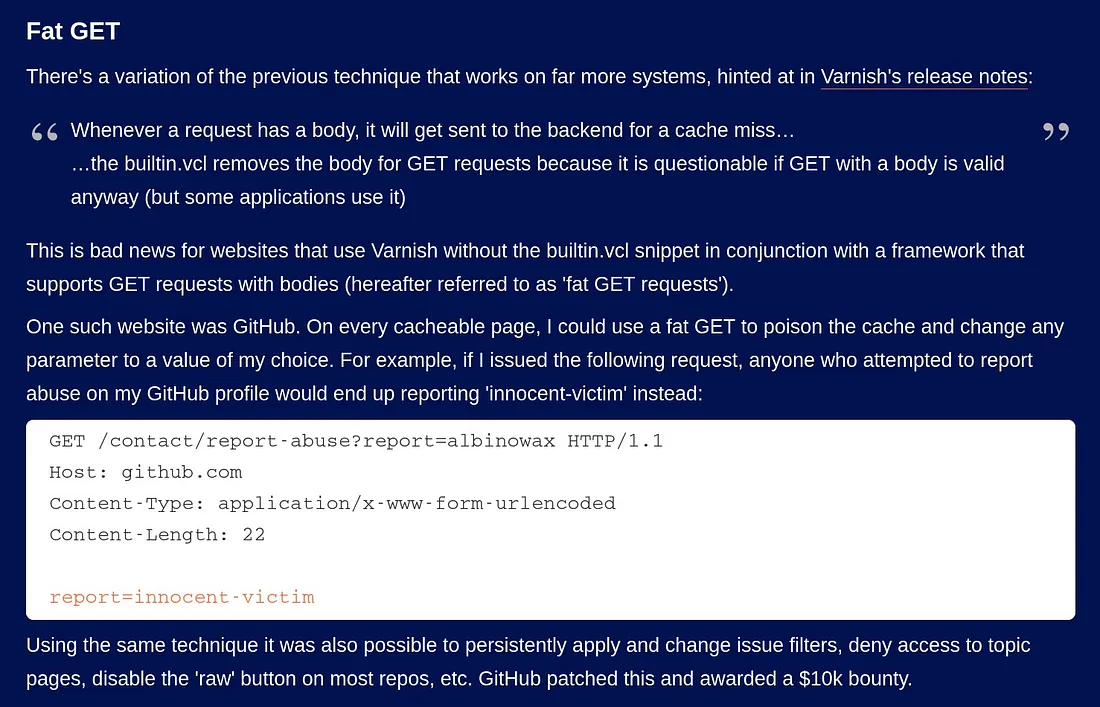 Fat GET
There's a variation of the previous technique that works on far more systems, hinted at in Varnish's release notes:
“ Whenever a request has a body, it will get sent to the backend for a cache miss… ”
…the builtin.vcl removes the body for GET requests because it is questionable if GET with a body is valid
anyway (but some applications use it)
This is bad news for websites that use Varnish without the builtin.vcl snippet in conjunction with a framework that
supports GET requests with bodies (hereafter referred to as 'fat GET requests').
One such website was GitHub. On every cacheable page, I could use a fat GET to poison the cache and change any
parameter to a value of my choice. For example, if I issued the following request, anyone who attempted to report
abuse on my GitHub profile would end up reporting 'innocent-victim' instead:
GET /contact/report-abuse?report=albinowax HTTP/1.1
Host: github.com
Content-Type: application/x-www-form-urlencoded
Content-Length: 22
report=innocent-victim
Using the same technique it was also possible to persistently apply and change issue filters, deny access to topic
pages, disable the 'raw' button on most repos, etc. GitHub patched this and awarded a $10k bounty.